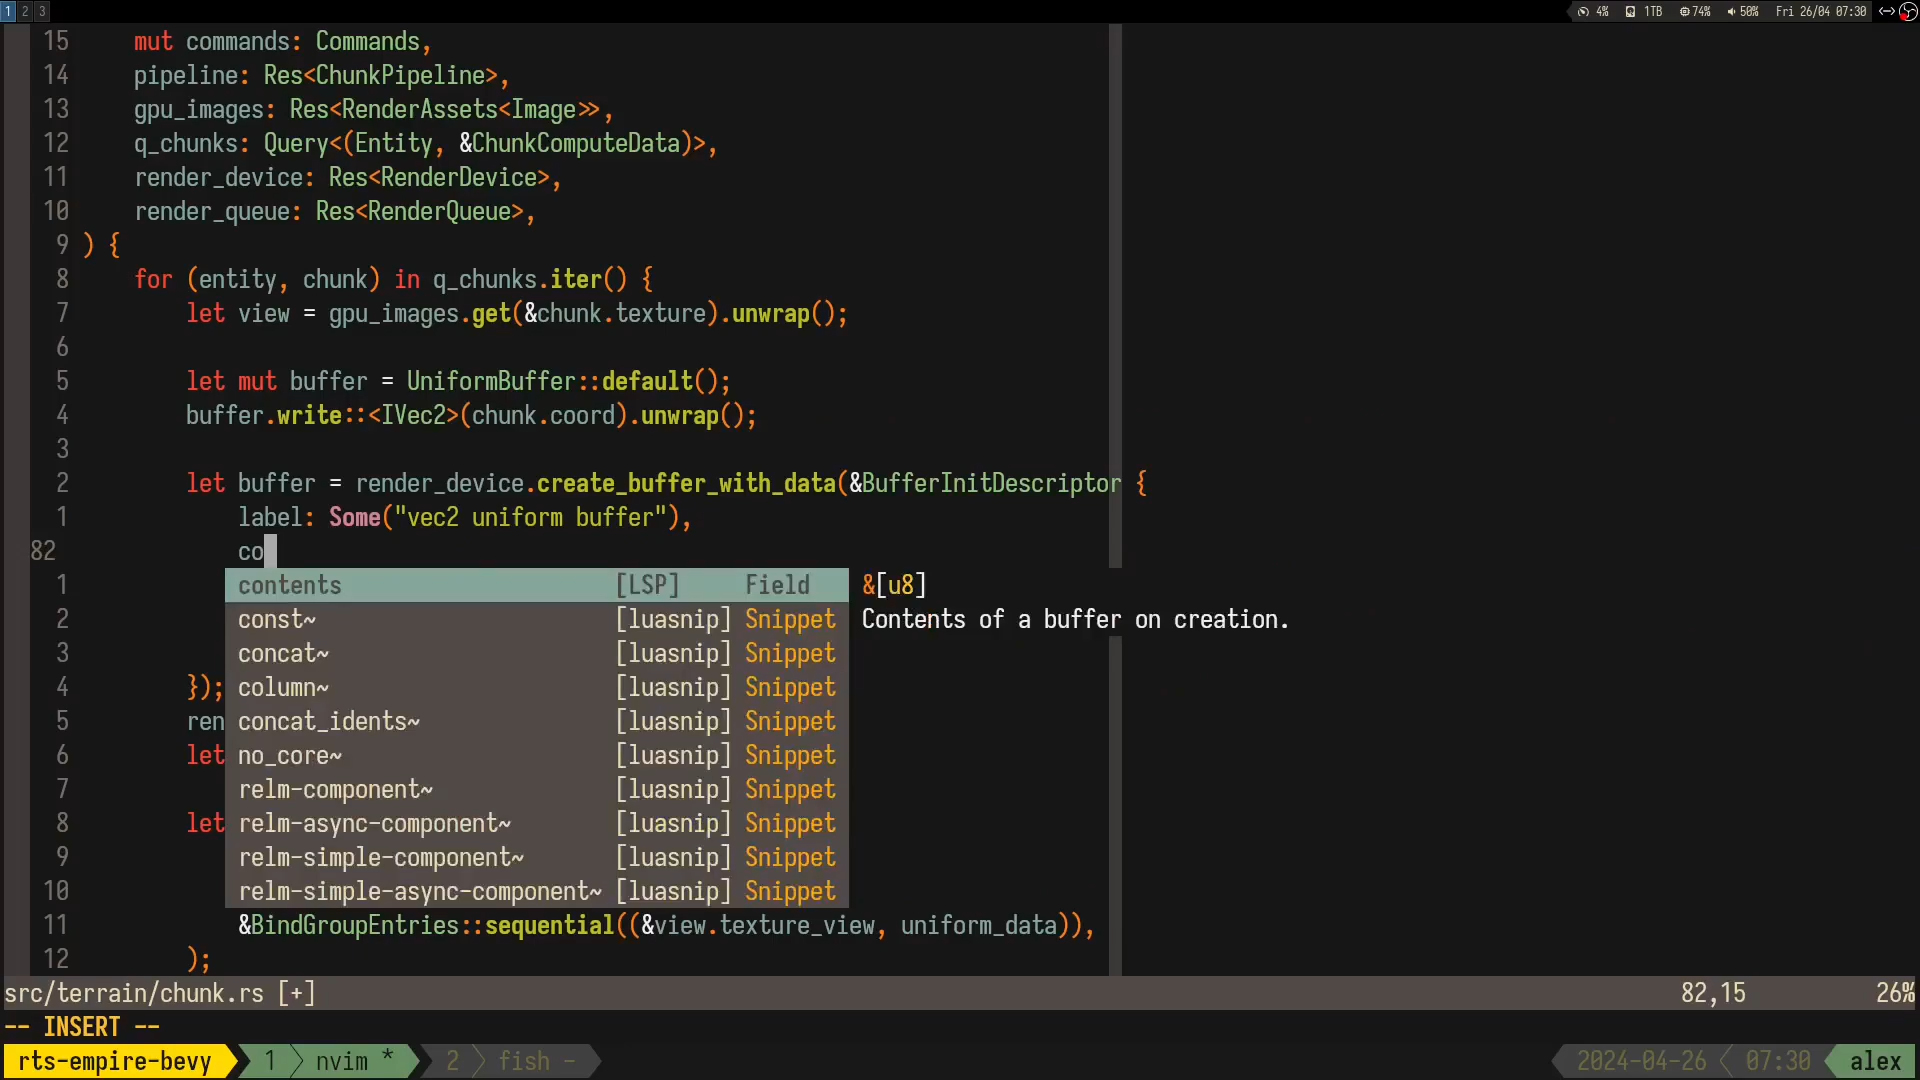 1 2 3 4% 1TB 74% 50% Fri 26/04 07:30
15 mut commands: Commands,
14 pipeline: Res<ChunkPipeline>,
13 gpu_images: Res<RenderAssets<Image>>,
12 q_chunks: Query<(Entity, &ChunkComputeData)>,
11 render_device: Res<RenderDevice>,
10 render_queue: Res<RenderQueue>,
9 ) {
8 for (entity, chunk) in q_chunks.iter() {
7 let view = gpu_images.get(&chunk.texture).unwrap();
6
5 let mut buffer = UniformBuffer::default();
4 buffer.write::<IVec2>(chunk.coord).unwrap();
3
2 let buffer = render_device.create_buffer_with_data(&BufferInitDescriptor {
1 label: Some("vec2 uniform buffer"),
82 co
1 contents [LSP] Field &[u8]
2 const~ [luasnip] Snippet Contents of a buffer on creation.
3 concat~ [luasnip] Snippet
4 }); column~ [luasnip] Snippet
5 ren concat_idents~ [luasnip] Snippet
6 let no_core~ [luasnip] Snippet
7 relm-component~ [luasnip] Snippet
8 let relm-async-component~ [luasnip] Snippet
9 relm-simple-component~ [luasnip] Snippet
10 relm-simple-async-component~ [luasnip] Snippet
11 &BindGroupEntries::sequential((&view.texture_view, uniform_data)),
12 );
src/terrain/chunk.rs [+] 82,15 26%
-- INSERT --
rts-empire-bevy 1 nvim * 2 fish - 2024-04-26 07:30 alex